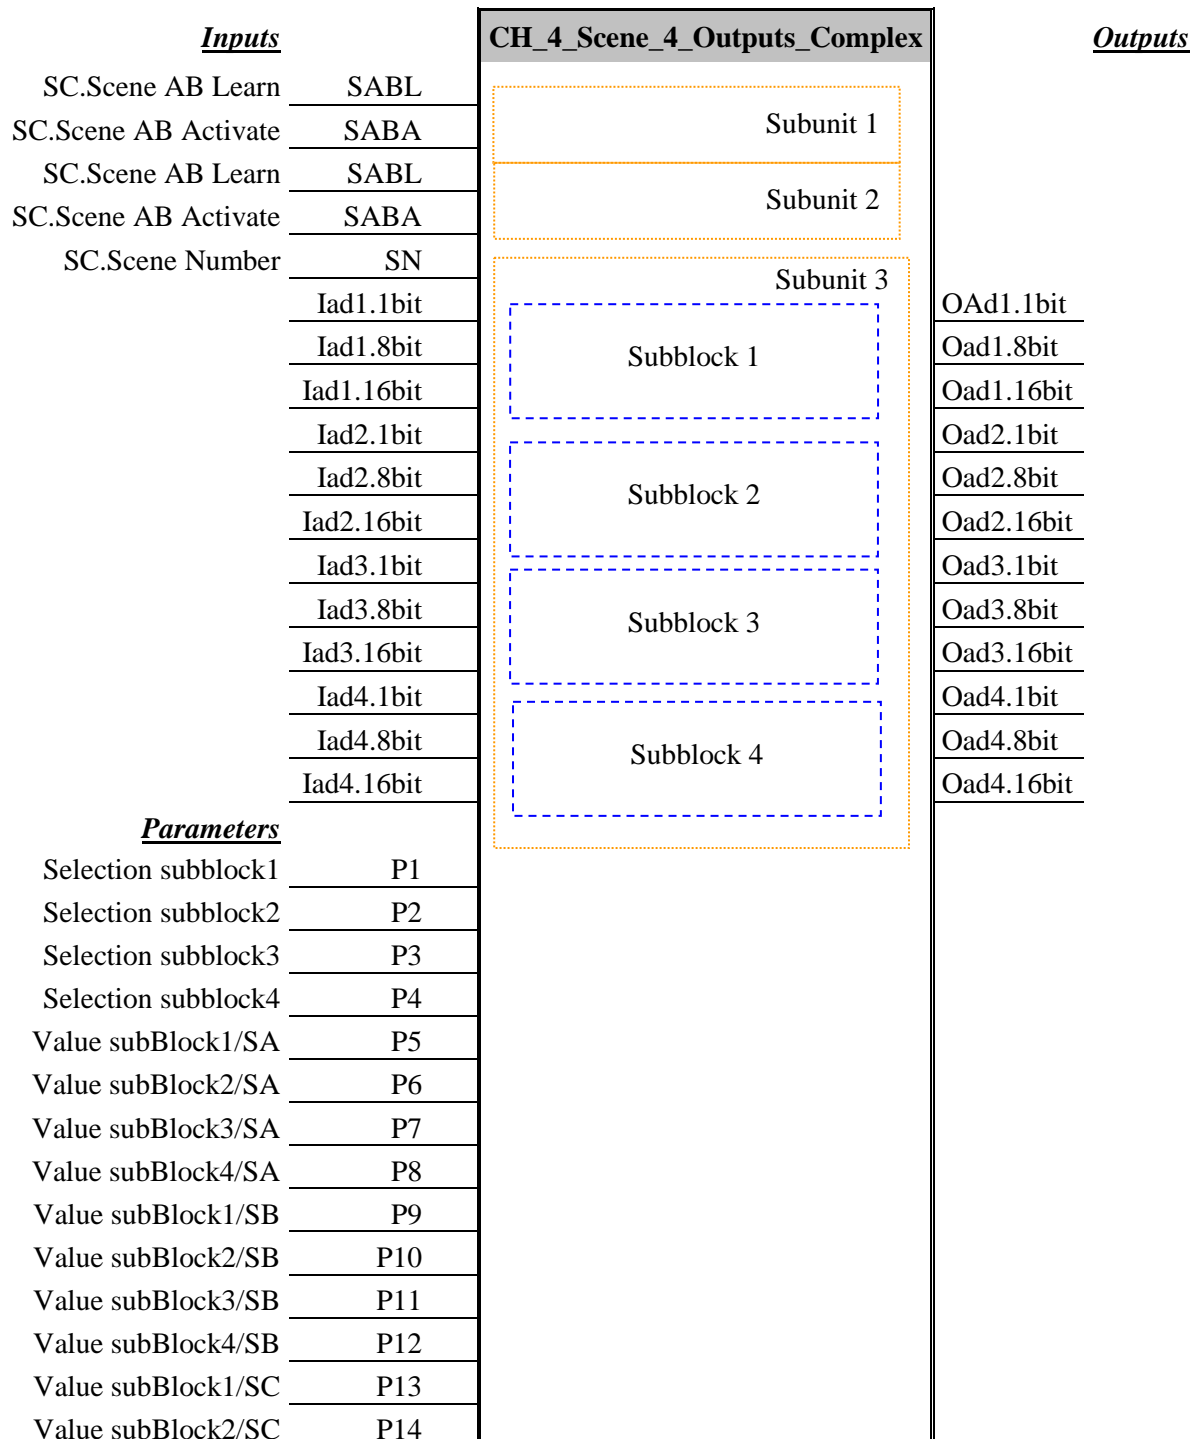 Inputs CH_4_Scene_4_Outputs_Complex Outputs
SC.Scene AB Learn SABL
Subunit 1
SC.Scene AB Activate SABA
SC.Scene AB Learn SABL
Subunit 2
SC.Scene AB Activate SABA
SC.Scene Number SN
Subunit 3
Iad1.1bit OAd1.1bit
Iad1.8bit Subblock 1 Oad1.8bit
Iad1.16bit Oad1.16bit
Iad2.1bit Oad2.1bit
Iad2.8bit Oad2.8bit
Subblock 2
Iad2.16bit Oad2.16bit
Iad3.1bit Oad3.1bit
Iad3.8bit Oad3.8bit
Subblock 3
Iad3.16bit Oad3.16bit
Iad4.1bit Oad4.1bit
Iad4.8bit Oad4.8bit
Subblock 4
Iad4.16bit Oad4.16bit
Parameters
Selection subblock1 P1
Selection subblock2 P2
Selection subblock3 P3
Selection subblock4 P4
Value subBlock1/SA P5
Value subBlock2/SA P6
Value subBlock3/SA P7
Value subBlock4/SA P8
Value subBlock1/SB P9
Value subBlock2/SB P10
Value subBlock3/SB P11
Value subBlock4/SB P12
Value subBlock1/SC P13
Value subBlock2/SC P14